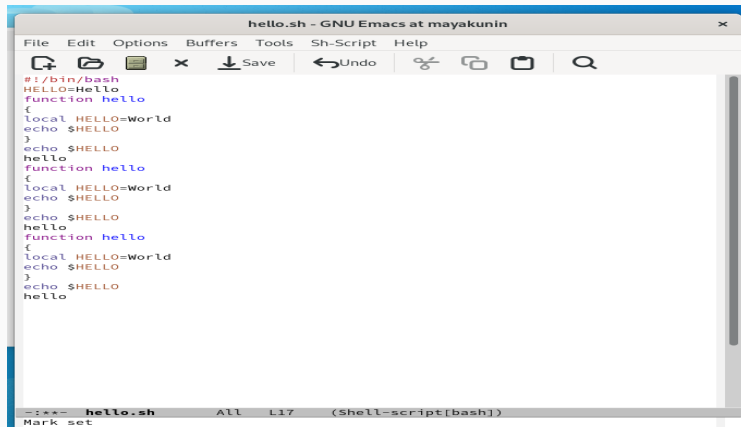 hello.sh - GNU Emacs at mayakunin ×
File Edit Options Buffers Tools Sh-Script Help
Save Undo
#!/bin/bash
HELLO=Hello
function hello
{
local HELLO=World
echo $HELLO
}
echo $HELLO
hello
function hello
{
local HELLO=World
echo $HELLO
}
echo $HELLO
hello
function hello
{
local HELLO=World
echo $HELLO
}
echo $HELLO
hello
-:**- hello.sh All L17 (Shell-script[bash])
Mark set